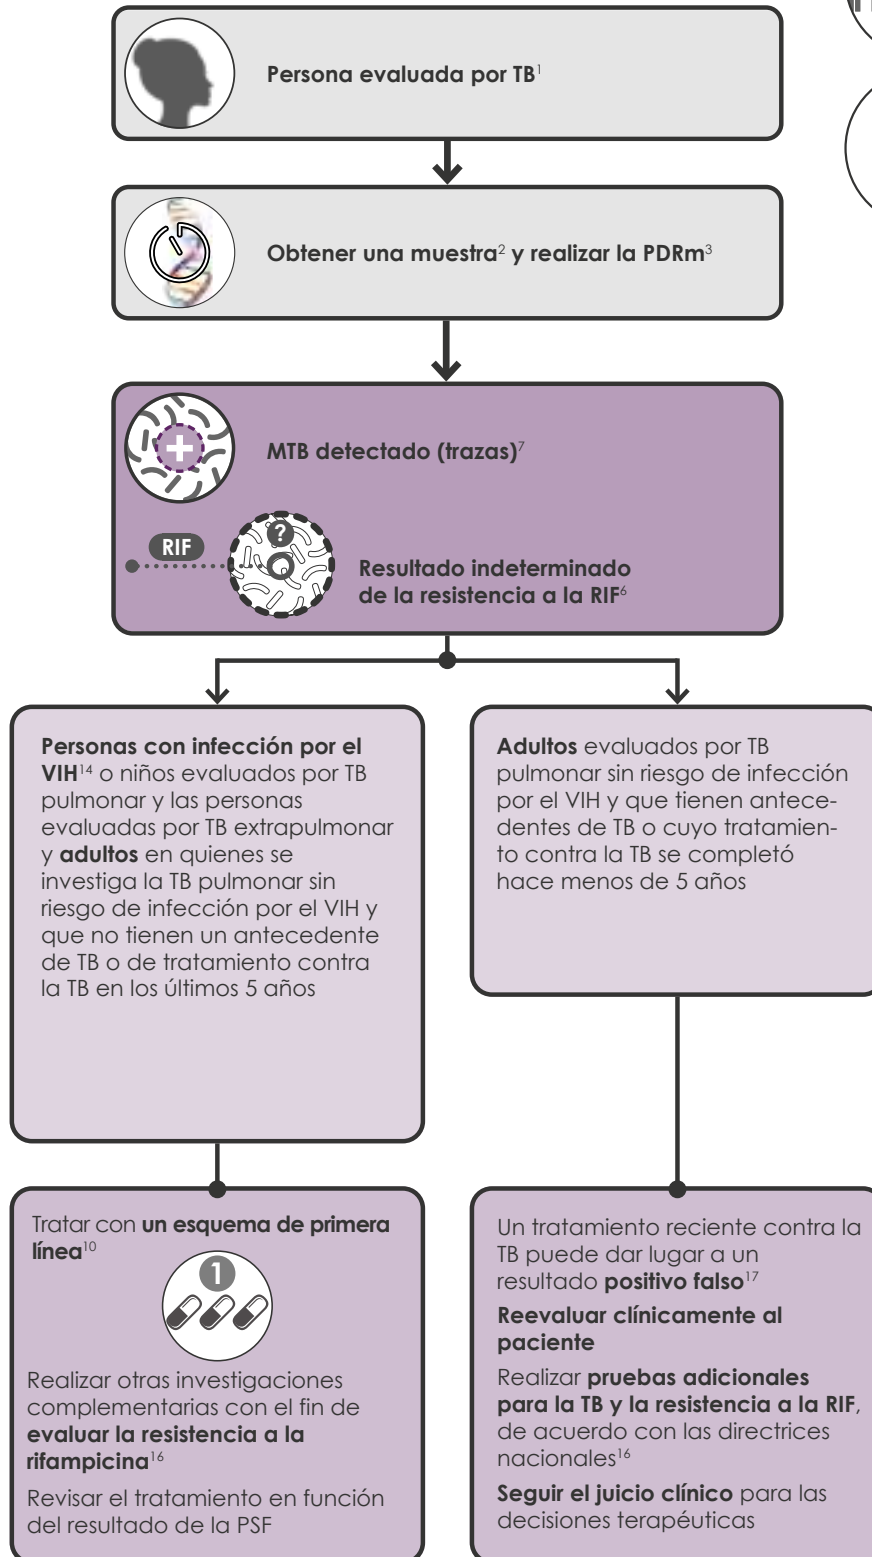 Persona evaluada por TB¹
Obtener una muestra² y realizar la PDRm³
MTB detectado (trazas)⁷
RIF
?
Resultado indeterminado
de la resistencia a la RIF⁶
Personas con infección por el
VIH¹⁴ o niños evaluados por TB
pulmonar y las personas
evaluadas por TB extrapulmonar
y adultos en quienes se
investiga la TB pulmonar sin
riesgo de infección por el VIH y
que no tienen un antecedente
de TB o de tratamiento contra
la TB en los últimos 5 años
Adultos evaluados por TB
pulmonar sin riesgo de infección
por el VIH y que tienen antece-
dentes de TB o cuyo tratamien-
to contra la TB se completó
hace menos de 5 años
Tratar con un esquema de primera
línea¹⁰
1
Realizar otras investigaciones
complementarias con el fin de
evaluar la resistencia a la
rifampicina¹⁶
Revisar el tratamiento en función
del resultado de la PSF
Un tratamiento reciente contra la
TB puede dar lugar a un
resultado positivo falso¹⁷
Reevaluar clínicamente al
paciente
Realizar pruebas adicionales
para la TB y la resistencia a la RIF,
de acuerdo con las directrices
nacionales¹⁶
Seguir el juicio clínico para las
decisiones terapéuticas